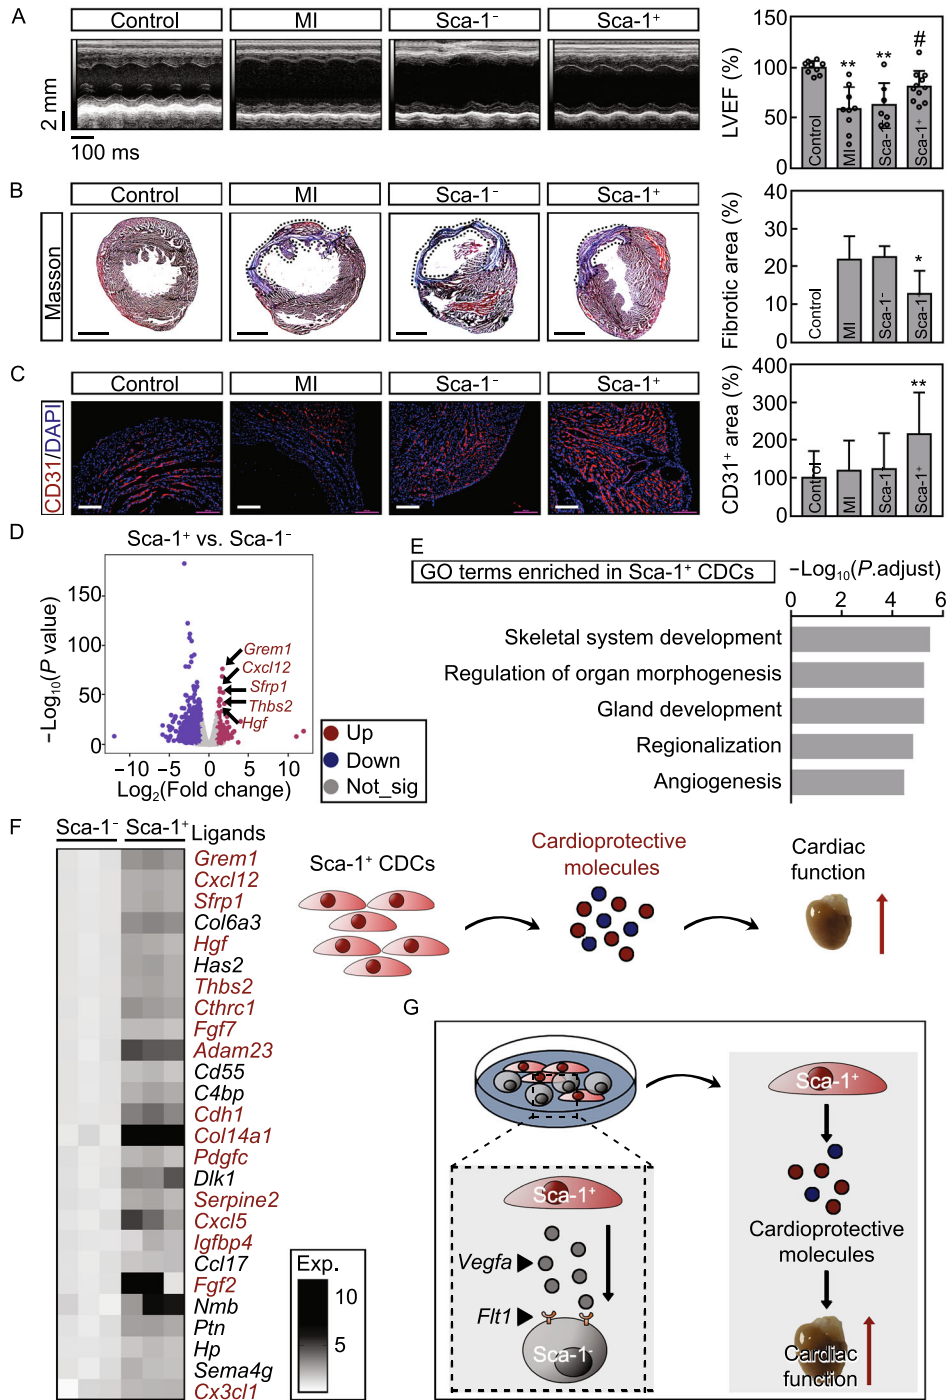 A
Control
MI
Sca-1⁻
Sca-1⁺
2 mm
100 ms
LVEF (%)
150
100
50
0
**
**
#
Control
MI
Sca-1⁻
Sca-1⁺
B
Control
MI
Sca-1⁻
Sca-1⁺
Masson
Fibrotic area (%)
40
30
20
10
0
*
Control
MI
Sca-1⁻
Sca-1⁺
C
Control
MI
Sca-1⁻
Sca-1⁺
CD31/DAPI
CD31⁺ area (%)
400
300
200
100
0
**
Control
MI
Sca-1⁻
Sca-1⁺
D
Sca-1⁺ vs. Sca-1⁻
−Log₁₀(P value)
150
100
50
0
Grem1
Cxcl12
Sfrp1
Thbs2
Hgf
−10
−5
0
5
10
Log₂(Fold change)
Up
Down
Not_sig
E
GO terms enriched in Sca-1⁺ CDCs
−Log₁₀(P.adjust)
0
2
4
6
Skeletal system development
Regulation of organ morphogenesis
Gland development
Regionalization
Angiogenesis
F
Sca-1⁻
Sca-1⁺
Ligands
Grem1
Cxcl12
Sfrp1
Col6a3
Hgf
Has2
Thbs2
Cthrc1
Fgf7
Adam23
Cd55
C4bp
Cdh1
Col14a1
Pdgfc
Dlk1
Serpine2
Cxcl5
Igfbp4
Ccl17
Fgf2
Nmb
Ptn
Hp
Sema4g
Cx3cl1
Exp.
10
5
Sca-1⁺ CDCs
Cardioprotective
molecules
Cardiac
function
G
Sca-1⁺
Vegfa
Flt1
Sca-1⁻
Sca-1⁺
Cardioprotective
molecules
Cardiac
function